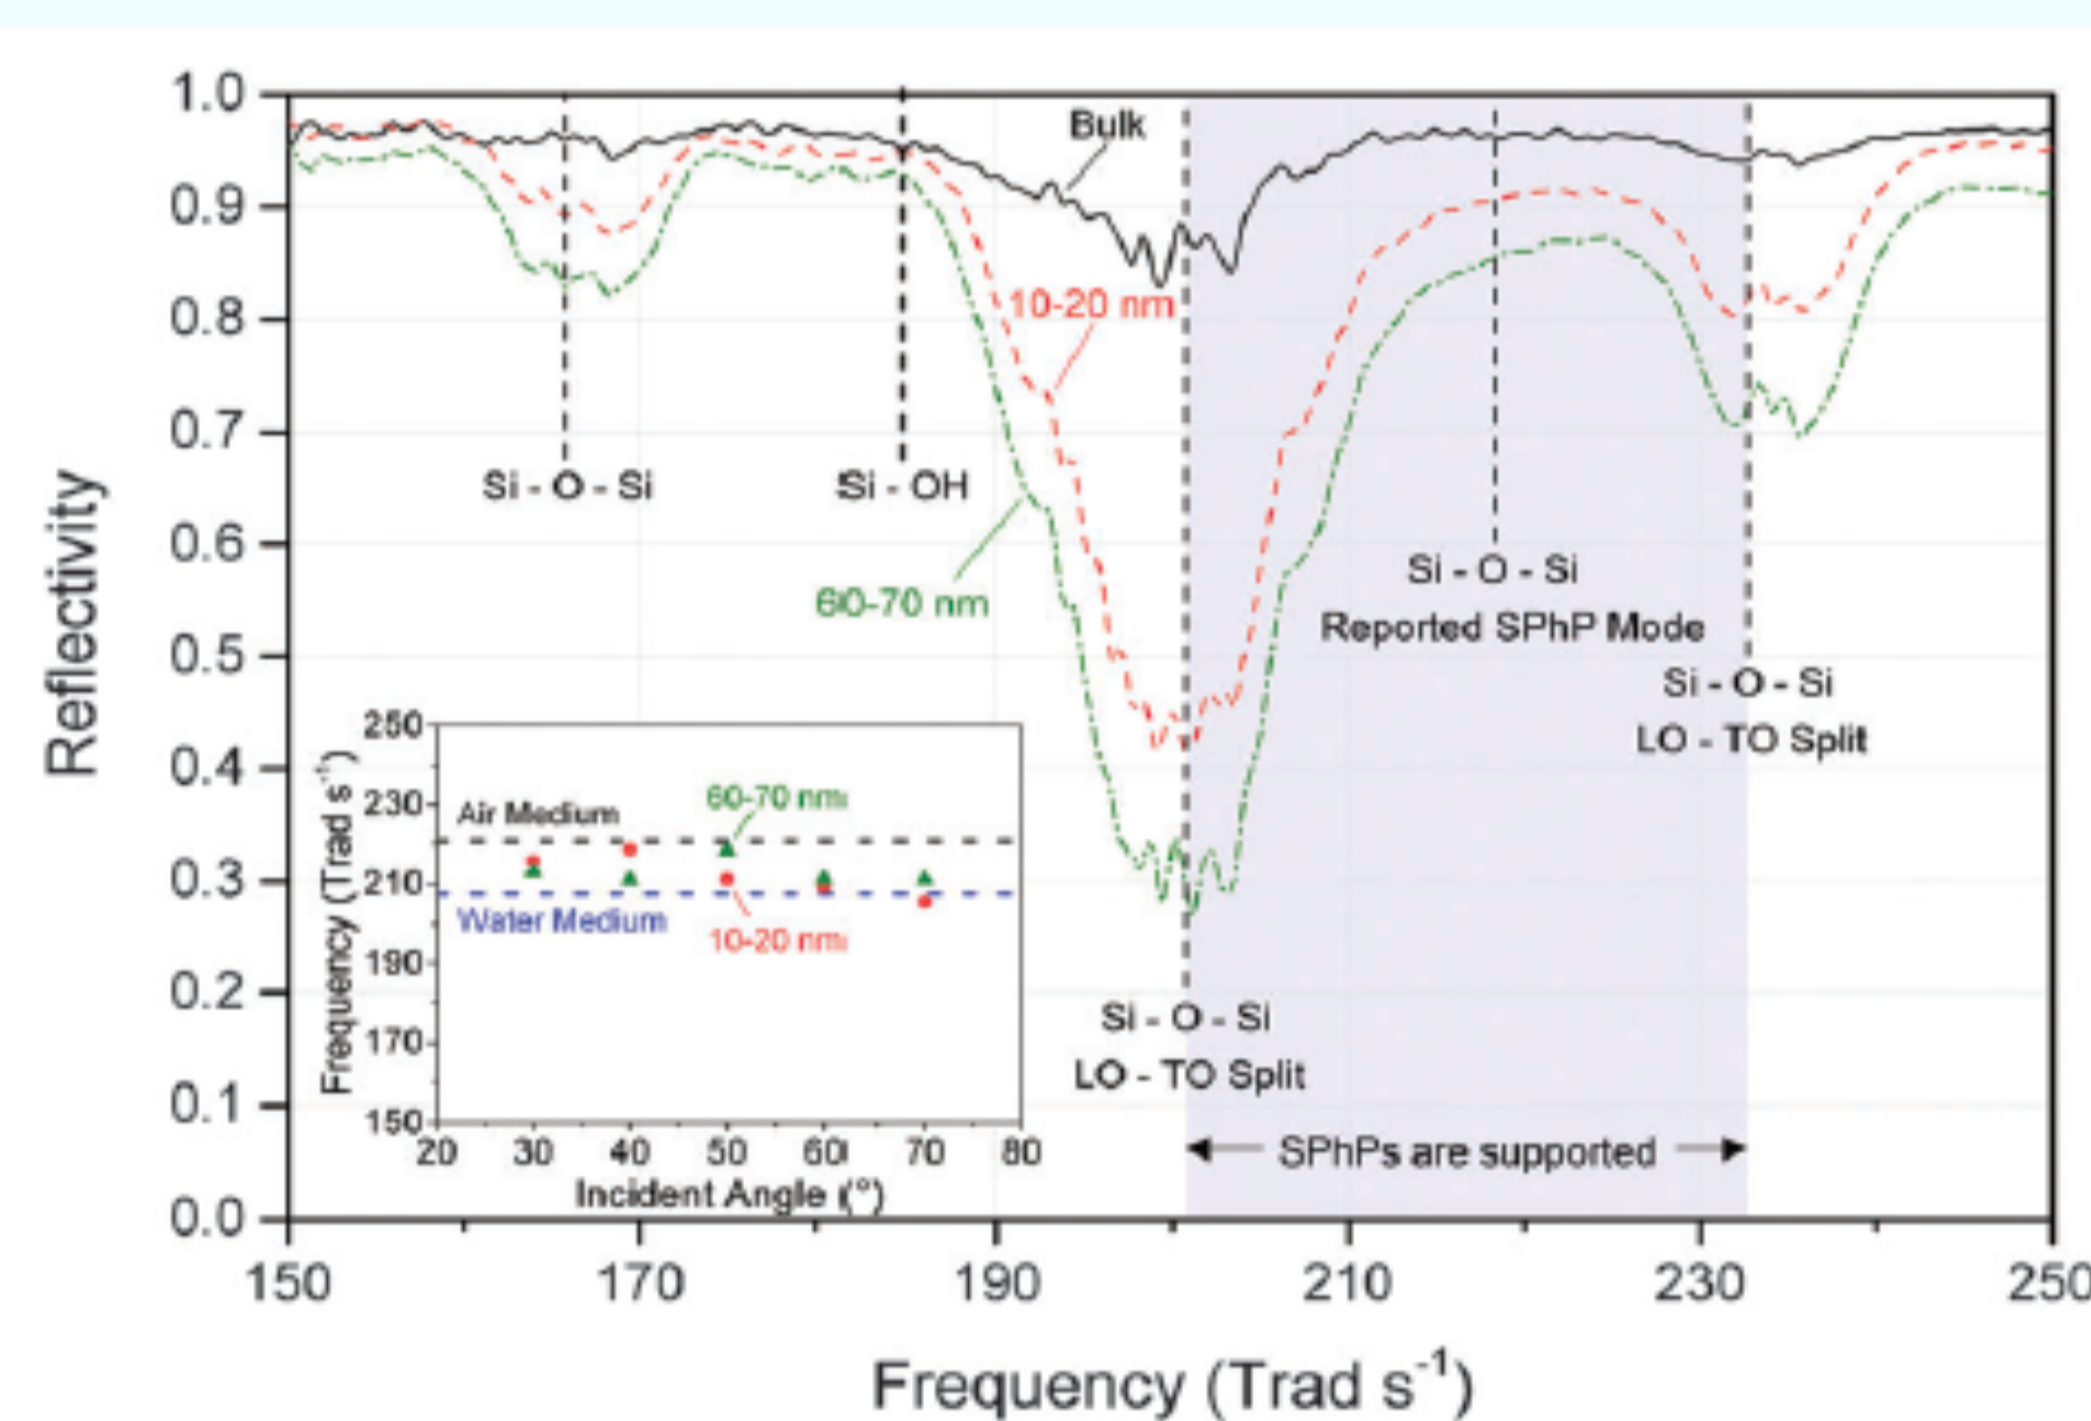 1.0
0.9
0.8
0.7
0.6
0.5
0.4
0.3
0.2
0.1
0.0
Reflectivity
150 170 190 210 230 250
Frequency (Trad s⁻¹)
Bulk
10-20 nm
60-70 nm
Si - O - Si
Si - OH
Si - O - Si
Reported SPhP Mode
Si - O - Si
LO - TO Split
Si - O - Si
LO - TO Split
SPhPs are supported
250
230
210
190
170
150
Frequency (Trad s⁻¹)
Air Medium
60-70 nm
Water Medium
10-20 nm
20 30 40 50 60 70 80
Incident Angle (°)